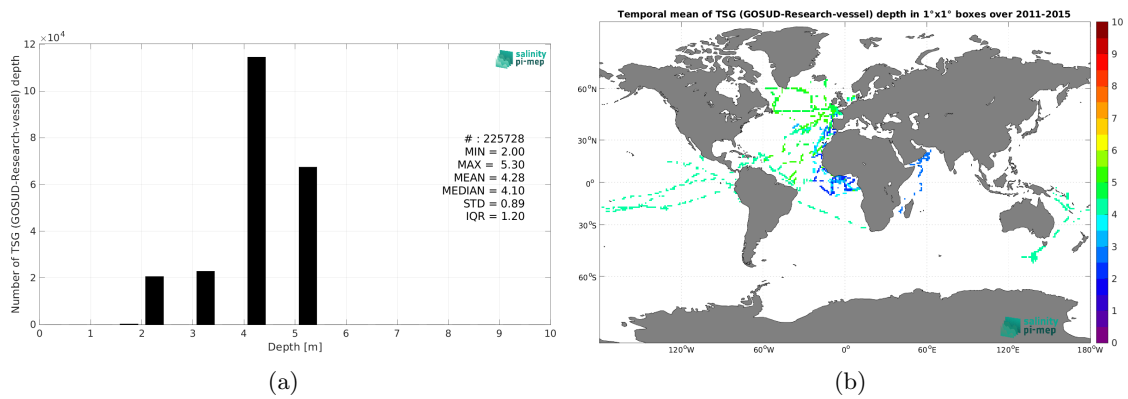 ×10⁴
12
10
8
6
4
2
0
Number of TSG (GOSUD-Research-vessel) depth
salinity
pi-mep
# : 225728
MIN = 2.00
MAX = 5.30
MEAN = 4.28
MEDIAN = 4.10
STD = 0.89
IQR = 1.20
0 1 2 3 4 5 6 7 8 9 10
Depth [m]
(a)
Temporal mean of TSG (GOSUD-Research-vessel) depth in 1°x1° boxes over 2011-2015
60°N
30°N
0°
30°S
60°S
120°W 60°W 0° 60°E 120°E 180°W
salinity
pi-mep
10
9
8
7
6
5
4
3
2
1
0
(b)